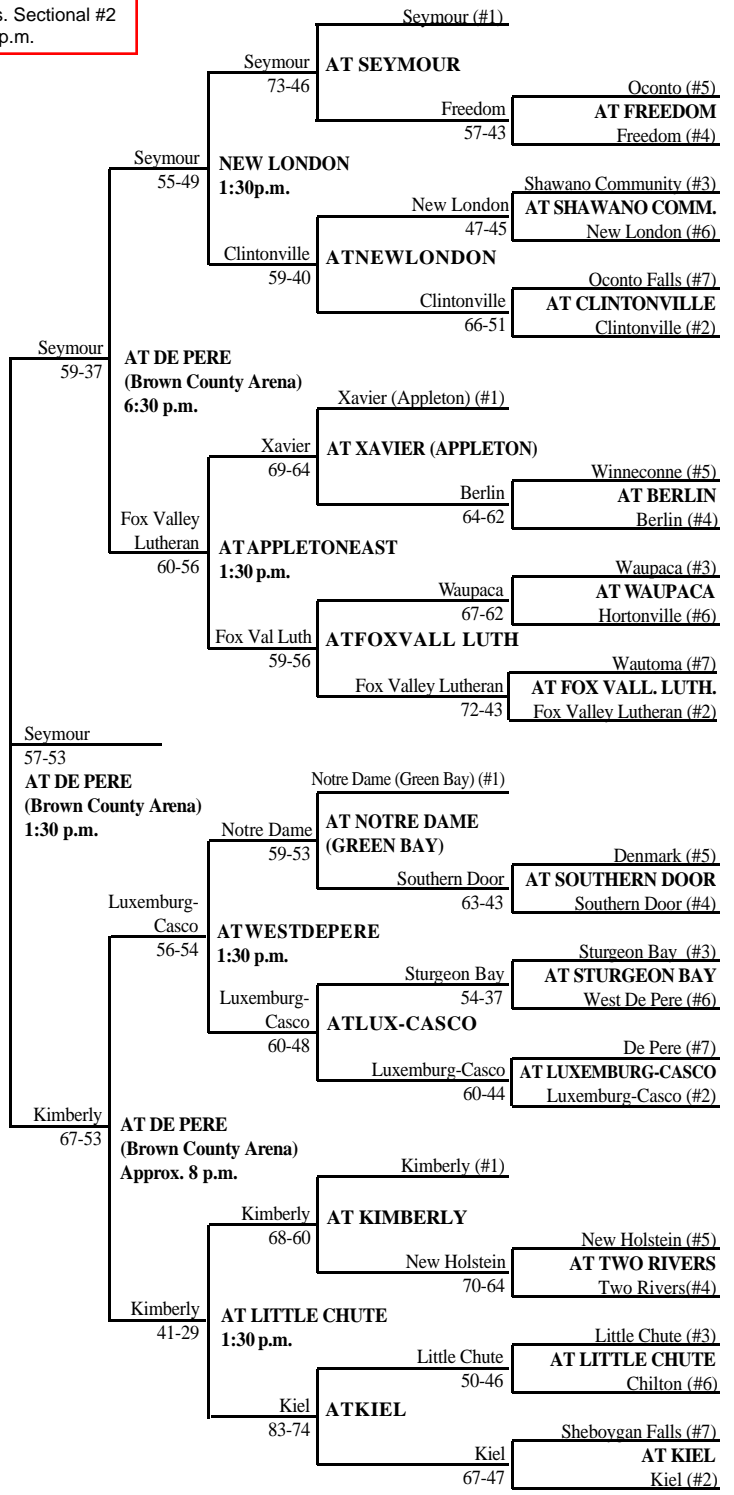 s. Sectional #2
p.m.
Seymour (#1)
Seymour
73-46
AT SEYMOUR
Oconto (#5)
Freedom
57-43
AT FREEDOM
Freedom (#4)
Seymour
55-49
NEW LONDON
1:30p.m.
Shawano Community (#3)
New London
47-45
AT SHAWANO COMM.
New London (#6)
Clintonville
59-40
ATNEWLONDON
Oconto Falls (#7)
Clintonville
66-51
AT CLINTONVILLE
Clintonville (#2)
Seymour
59-37
AT DE PERE
(Brown County Arena)
6:30 p.m.
Xavier (Appleton) (#1)
Xavier
69-64
AT XAVIER (APPLETON)
Winneconne (#5)
Berlin
64-62
AT BERLIN
Berlin (#4)
Fox Valley
Lutheran
60-56
AT APPLETONEAST
1:30 p.m.
Waupaca (#3)
Waupaca
67-62
AT WAUPACA
Hortonville (#6)
Fox Val Luth
59-56
ATFOXVALL LUTH
Wautoma (#7)
Fox Valley Lutheran
72-43
AT FOX VALL. LUTH.
Fox Valley Lutheran (#2)
Seymour
57-53
AT DE PERE
(Brown County Arena)
1:30 p.m.
Notre Dame (Green Bay) (#1)
Notre Dame
59-53
AT NOTRE DAME
(GREEN BAY)
Denmark (#5)
Southern Door
63-43
AT SOUTHERN DOOR
Southern Door (#4)
Luxemburg-
Casco
56-54
ATWESTDEPERE
1:30 p.m.
Sturgeon Bay (#3)
Sturgeon Bay
54-37
AT STURGEON BAY
West De Pere (#6)
Luxemburg-
Casco
60-48
ATLUX-CASCO
De Pere (#7)
Luxemburg-Casco
60-44
AT LUXEMBURG-CASCO
Luxemburg-Casco (#2)
Kimberly
67-53
AT DE PERE
(Brown County Arena)
Approx. 8 p.m.
Kimberly (#1)
Kimberly
68-60
AT KIMBERLY
New Holstein (#5)
New Holstein
70-64
AT TWO RIVERS
Two Rivers(#4)
Kimberly
41-29
AT LITTLE CHUTE
1:30 p.m.
Little Chute (#3)
Little Chute
50-46
AT LITTLE CHUTE
Chilton (#6)
Kiel
83-74
ATKIEL
Sheboygan Falls (#7)
Kiel
67-47
AT KIEL
Kiel (#2)